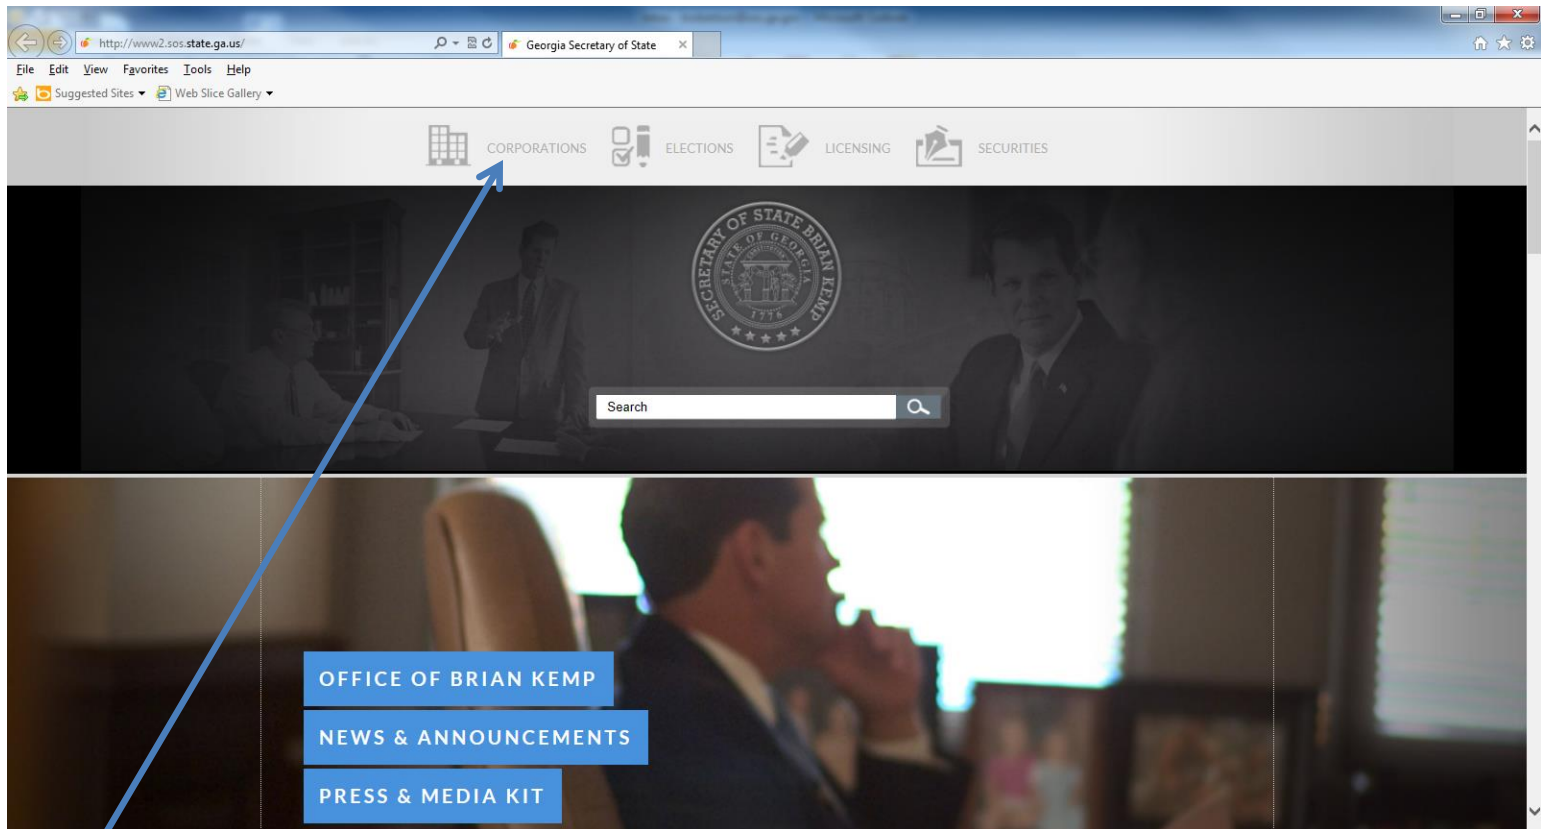 http://www2.sos.state.ga.us/
Georgia Secretary of State
File Edit View Favorites Tools Help
Suggested Sites Web Slice Gallery
CORPORATIONS ELECTIONS LICENSING SECURITIES
SECRETARY OF STATE BRIAN KEMP
STATE OF GEORGIA
1776
Search
OFFICE OF BRIAN KEMP
NEWS & ANNOUNCEMENTS
PRESS & MEDIA KIT